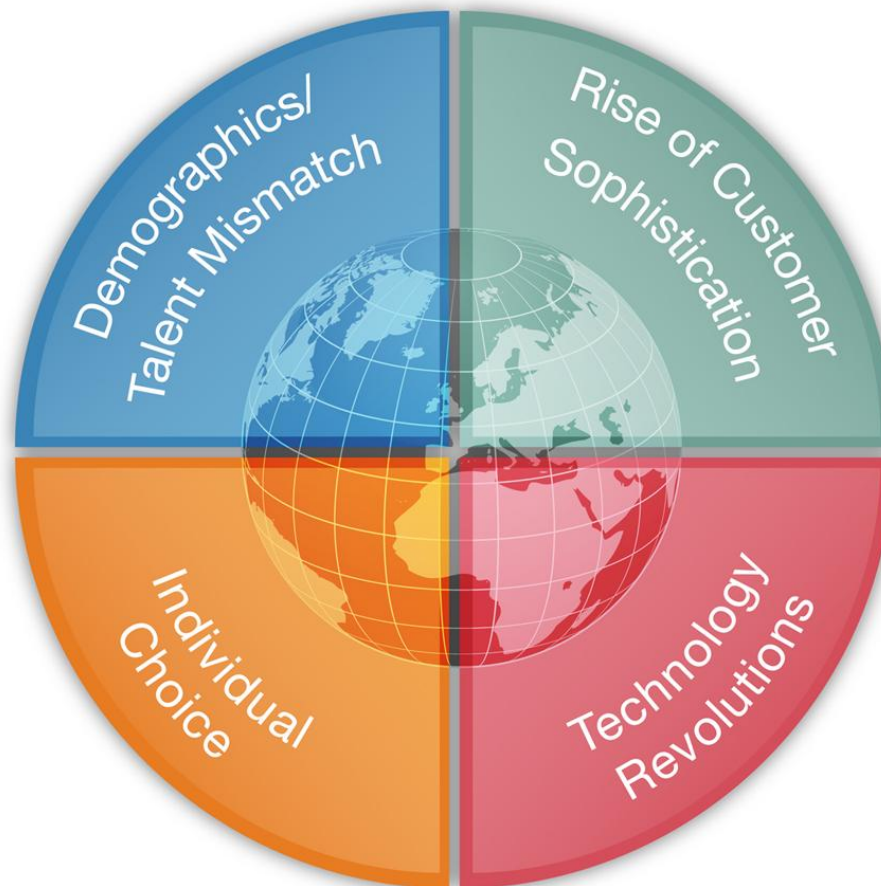 Demographics/
Talent Mismatch
Rise of Customer
Sophistication
Individual
Choice
Technology
Revolutions